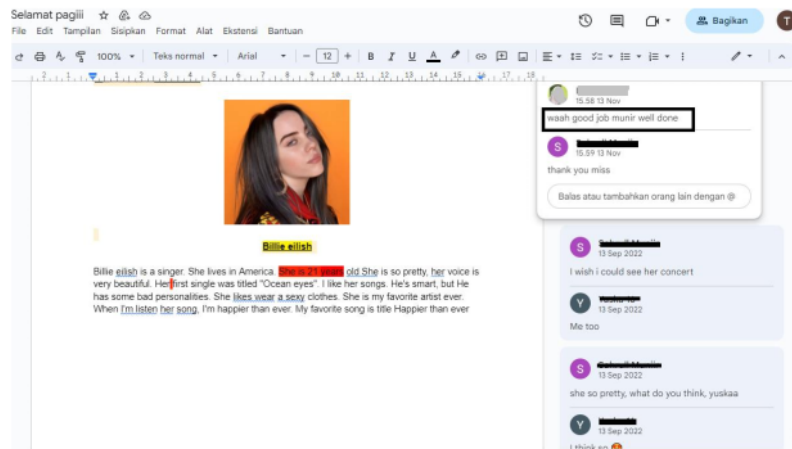 Selamat pagiii
File Edit Tampilan Sisipkan Format Alat Ekstensi Bantuan
Bagikan
T
100% Teks normal Arial 12 B I U A
15.58 13 Nov
waah good job munir well done
S
15.59 13 Nov
thank you miss
Balas atau tambahkan orang lain dengan @
Billie eilish
Billie eilish is a singer. She lives in America. She is 21 years old She is so pretty, her voice is
very beautiful. Her first single was titled "Ocean eyes". I like her songs. He's smart, but He
has some bad personalities. She likes wear a sexy clothes. She is my favorite artist ever.
When I'm listen her song, I'm happier than ever. My favorite song is title Happier than ever
S
13 Sep 2022
I wish i could see her concert
Y
13 Sep 2022
Me too
S
13 Sep 2022
she so pretty, what do you think, yuskaa
Y
13 Sep 2022
I think so